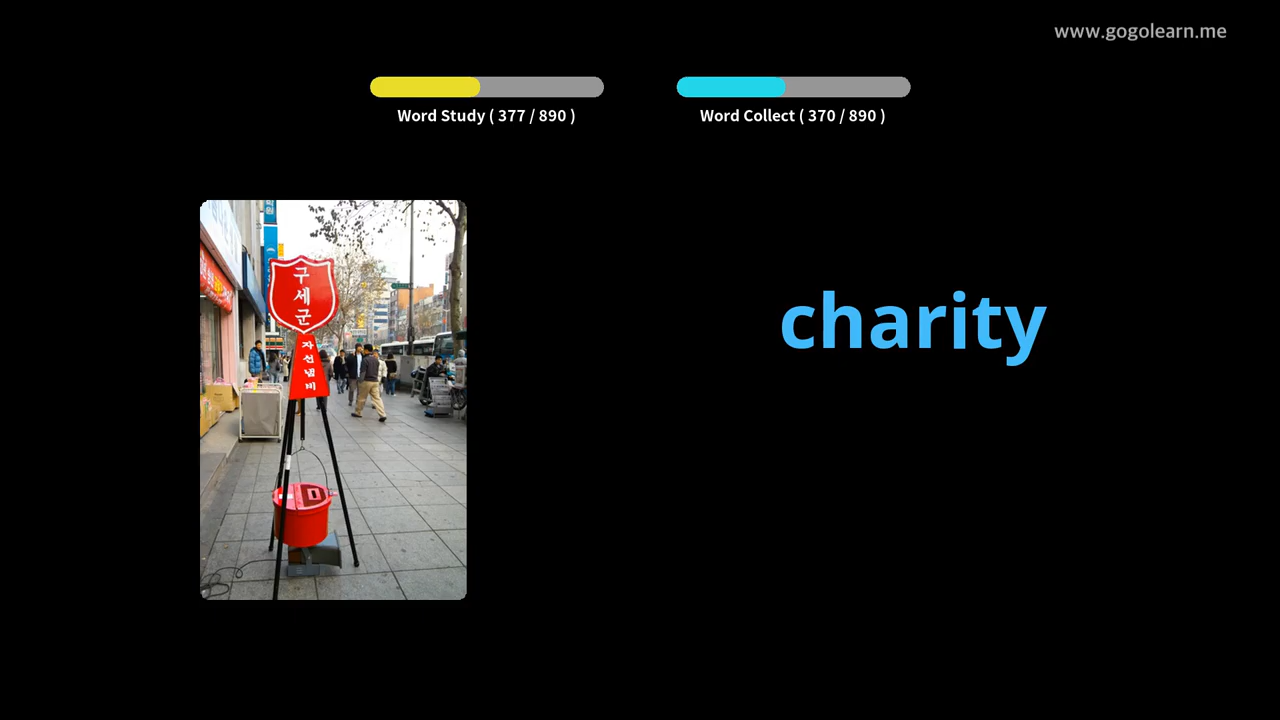 www.gogolearn.me
Word Study ( 377 / 890 )
Word Collect ( 370 / 890 )
구
세
군
자
선
냄
비
charity